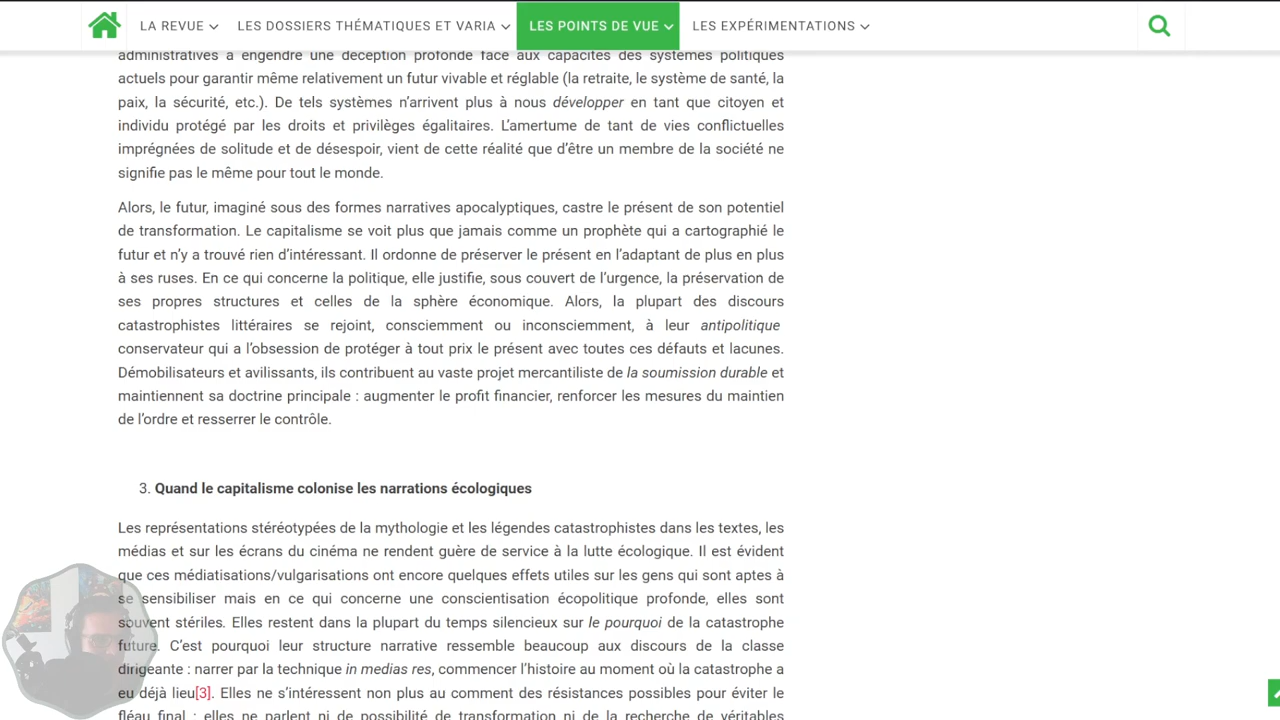 LA REVUE LES DOSSIERS THÉMATIQUES ET VARIA LES POINTS DE VUE LES EXPÉRIMENTATIONS
administratives a engendré une déception profonde face aux capacités des systèmes politiques
actuels pour garantir même relativement un futur vivable et réglable (la retraite, le système de santé, la
paix, la sécurité, etc.). De tels systèmes n’arrivent plus à nous développer en tant que citoyen et
individu protégé par les droits et privilèges égalitaires. L’amertume de tant de vies conflictuelles
imprégnées de solitude et de désespoir, vient de cette réalité que d’être un membre de la société ne
signifie pas le même pour tout le monde.
Alors, le futur, imaginé sous des formes narratives apocalyptiques, castre le présent de son potentiel
de transformation. Le capitalisme se voit plus que jamais comme un prophète qui a cartographié le
futur et n’y a trouvé rien d’intéressant. Il ordonne de préserver le présent en l’adaptant de plus en plus
à ses ruses. En ce qui concerne la politique, elle justifie, sous couvert de l’urgence, la préservation de
ses propres structures et celles de la sphère économique. Alors, la plupart des discours
catastrophistes littéraires se rejoint, consciemment ou inconsciemment, à leur antipolitique
conservateur qui a l’obsession de protéger à tout prix le présent avec toutes ces défauts et lacunes.
Démobilisateurs et avilissants, ils contribuent au vaste projet mercantiliste de la soumission durable et
maintiennent sa doctrine principale : augmenter le profit financier, renforcer les mesures du maintien
de l’ordre et resserrer le contrôle.
3. Quand le capitalisme colonise les narrations écologiques
Les représentations stéréotypées de la mythologie et les légendes catastrophistes dans les textes, les
médias et sur les écrans du cinéma ne rendent guère de service à la lutte écologique. Il est évident
que ces médiatisations/vulgarisations ont encore quelques effets utiles sur les gens qui sont aptes à
se sensibiliser mais en ce qui concerne une conscientisation écopolitique profonde, elles sont
souvent stériles. Elles restent dans la plupart du temps silencieux sur le pourquoi de la catastrophe
future. C’est pourquoi leur structure narrative ressemble beaucoup aux discours de la classe
dirigeante : narrer par la technique in medias res, commencer l’histoire au moment où la catastrophe a
eu déjà lieu[3]. Elles ne s’intéressent non plus au comment des résistances possibles pour éviter le
fléau final : elles ne parlent ni de possibilité de transformation ni de la recherche de véritables